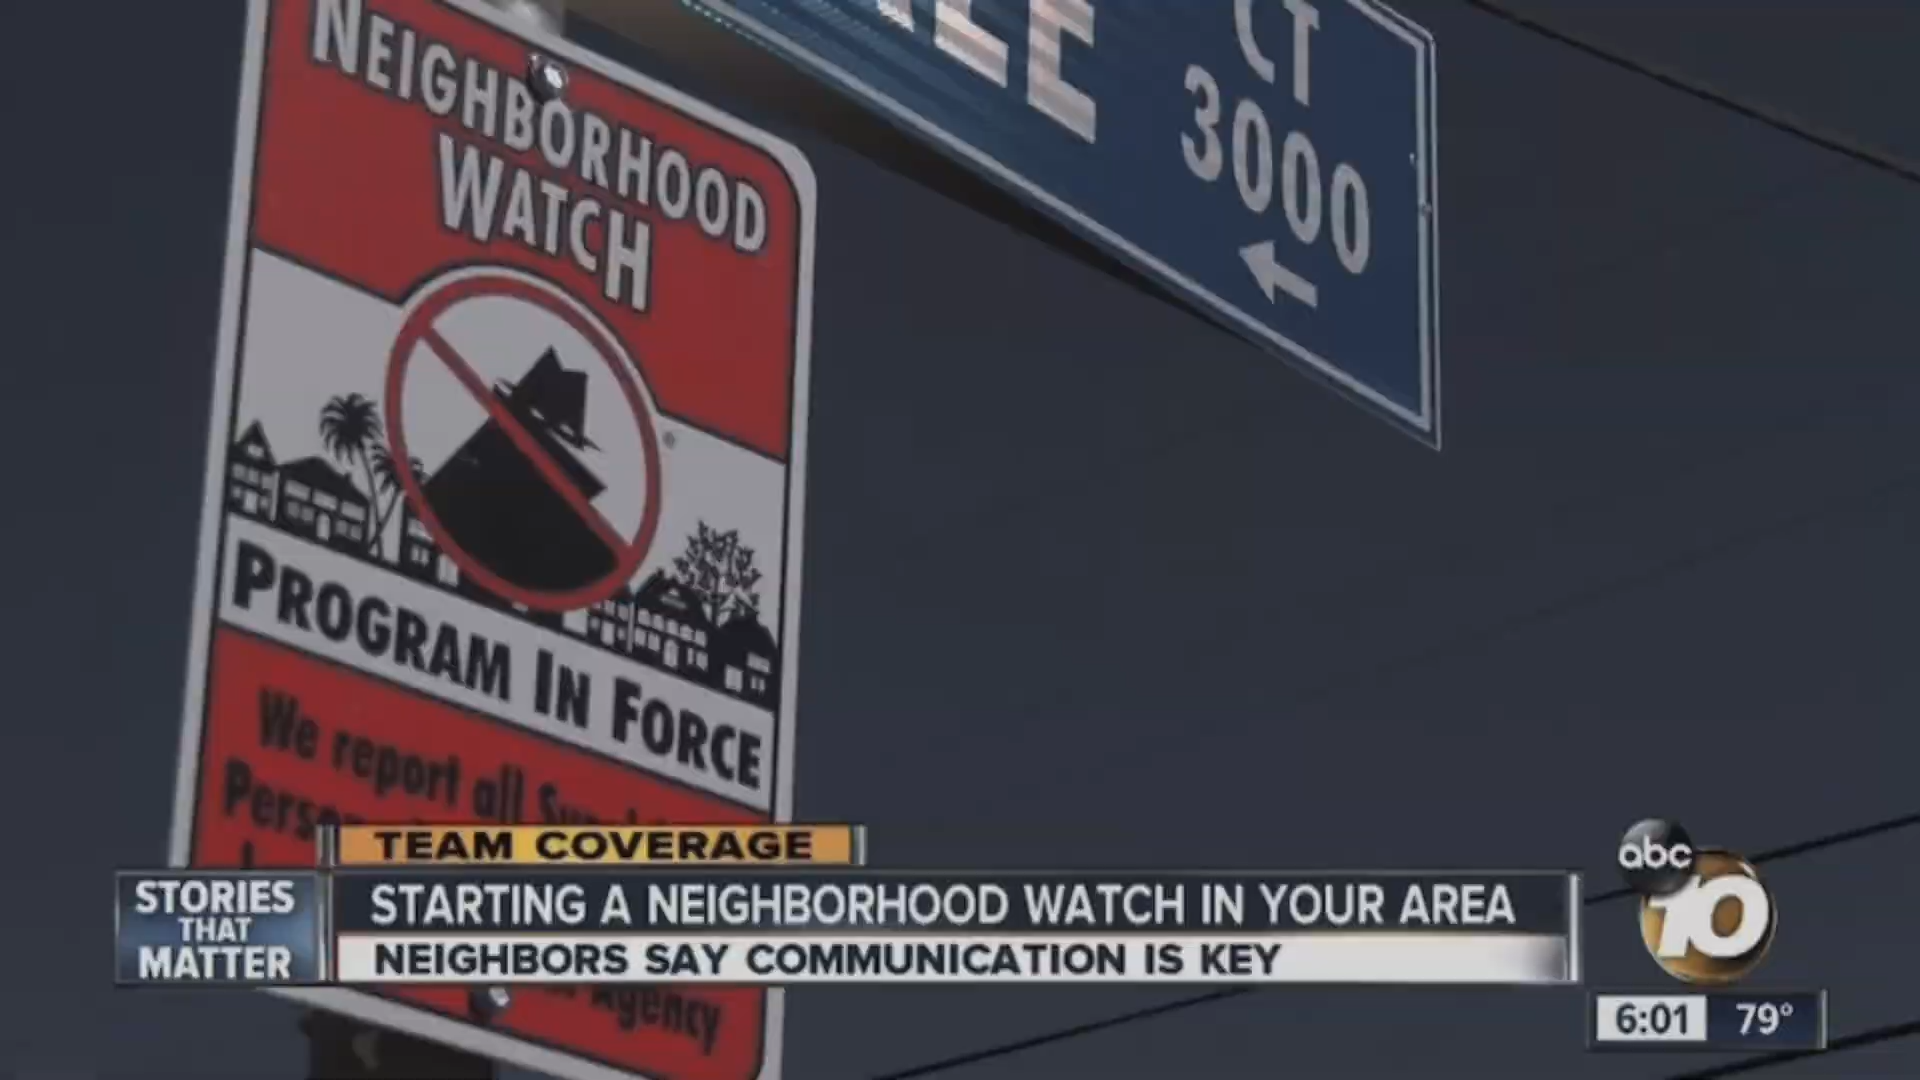 NEIGHBORHOOD
WATCH
CT
3000
PROGRAM IN FORCE
We report all
Agency
TEAM COVERAGE
STORIES
THAT
MATTER
STARTING A NEIGHBORHOOD WATCH IN YOUR AREA
NEIGHBORS SAY COMMUNICATION IS KEY
abc
10
6:01 79°